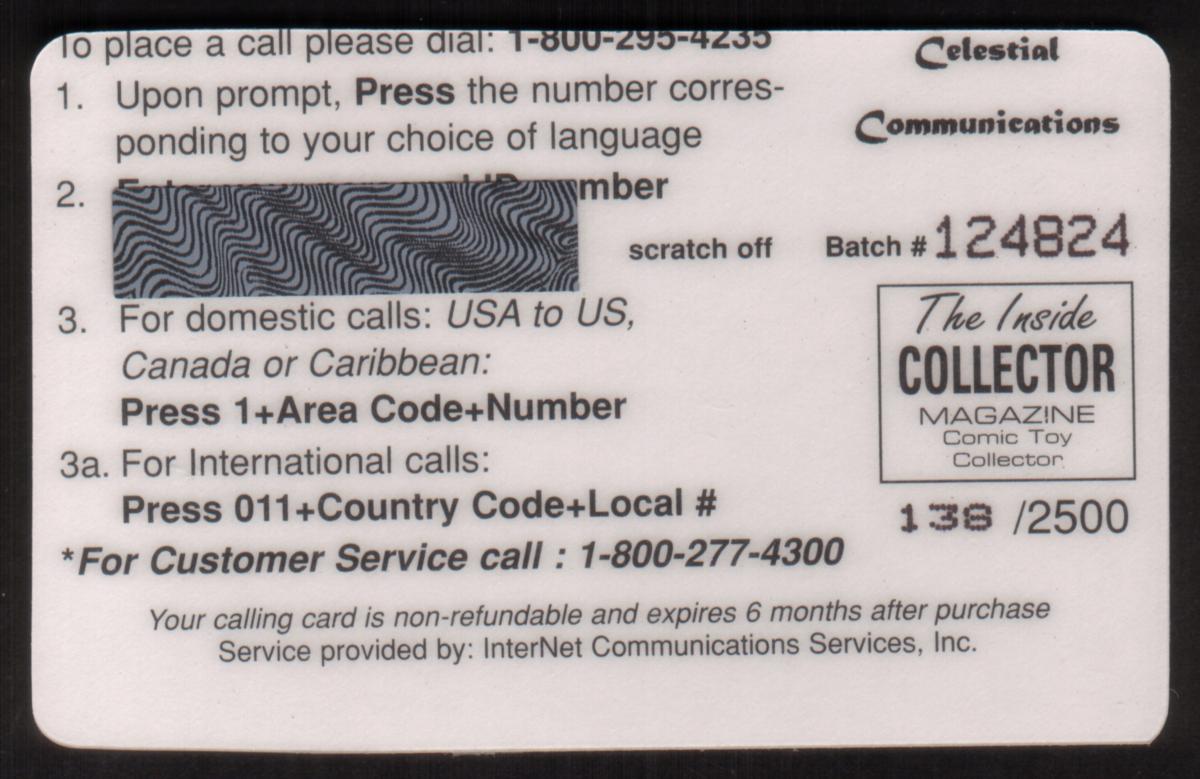 To place a call please dial: 1-800-295-4235
1. Upon prompt, Press the number corres-
ponding to your choice of language
2. mber
scratch off
3. For domestic calls: USA to US,
Canada or Caribbean:
Press 1+Area Code+Number
3a. For International calls:
Press 011+Country Code+Local #
*For Customer Service call : 1-800-277-4300
Your calling card is non-refundable and expires 6 months after purchase
Service provided by: InterNet Communications Services, Inc.
Celestial
Communications
Batch # 124824
The Inside
COLLECTOR
MAGAZINE
Comic Toy
Collector
138 /2500